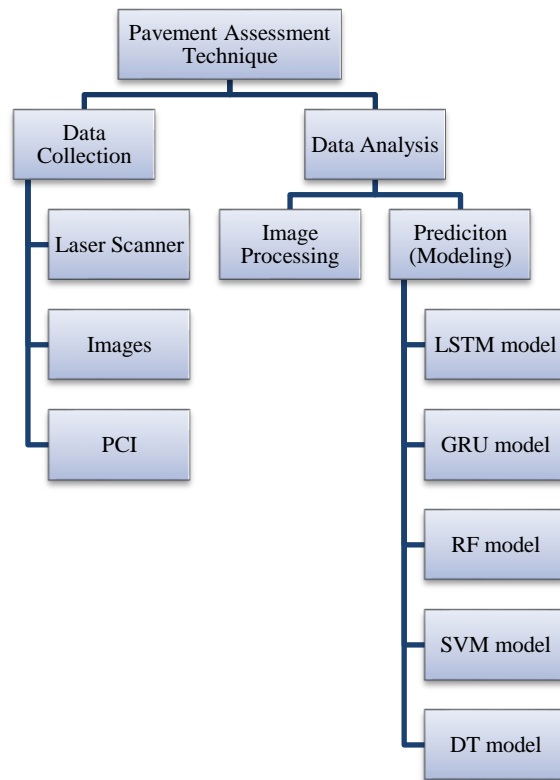 Pavement Assessment
Technique
Data
Collection
Laser Scanner
Images
PCI
Data Analysis
Image
Processing
Prediciton
(Modeling)
LSTM model
GRU model
RF model
SVM model
DT model